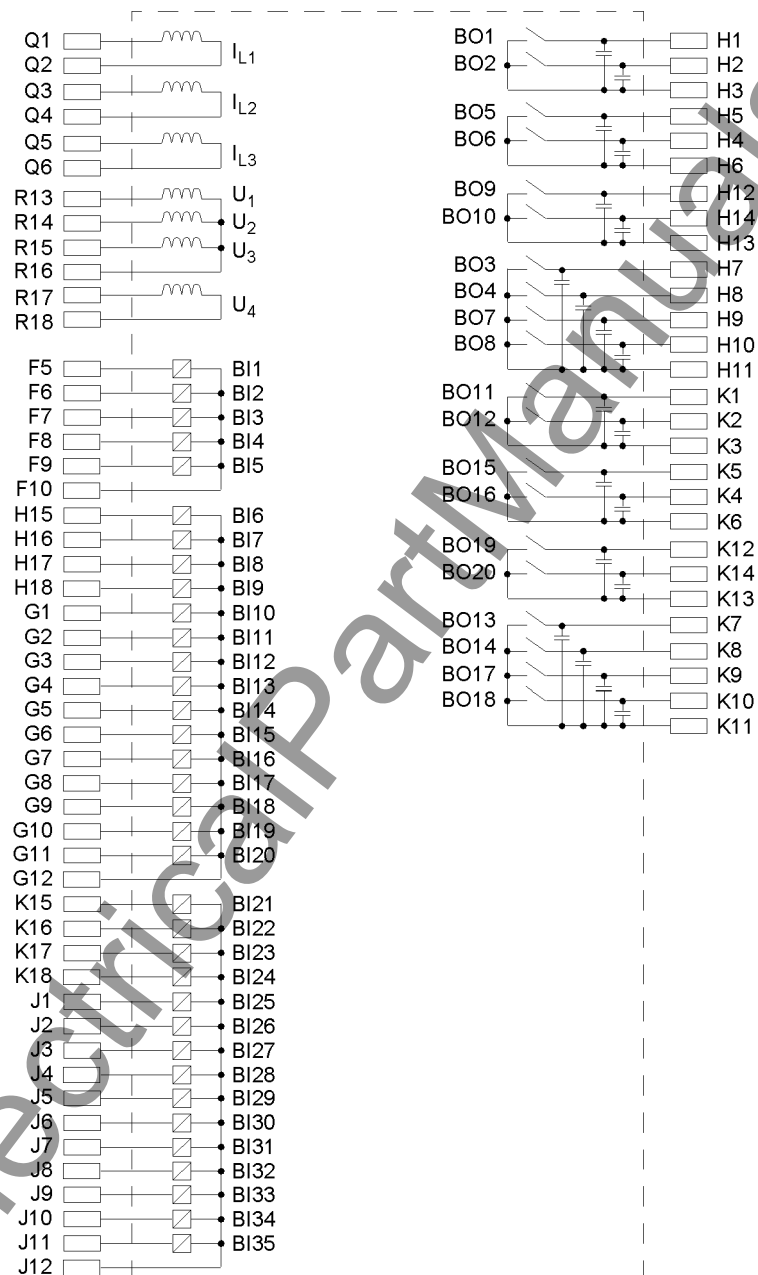 Q1
Q2
I_L1
Q3
Q4
I_L2
Q5
Q6
I_L3
R13 U_1
R14 U_2
R15 U_3
R16
R17
R18
U_4
F5 BI1
F6 BI2
F7 BI3
F8 BI4
F9 BI5
F10
H15 BI6
H16 BI7
H17 BI8
H18 BI9
G1 BI10
G2 BI11
G3 BI12
G4 BI13
G5 BI14
G6 BI15
G7 BI16
G8 BI17
G9 BI18
G10 BI19
G11 BI20
G12
K15 BI21
K16 BI22
K17 BI23
K18 BI24
J1 BI25
J2 BI26
J3 BI27
J4 BI28
J5 BI29
J6 BI30
J7 BI31
J8 BI32
J9 BI33
J10 BI34
J11 BI35
J12
BO1 H1
BO2 H2
H3
BO5 H5
BO6 H4
H6
BO9 H12
BO10 H14
H13
BO3 H7
BO4 H8
BO7 H9
BO8 H10
H11
BO11 K1
BO12 K2
K3
BO15 K5
BO16 K4
K6
BO19 K12
BO20 K14
K13
BO13 K7
BO14 K8
BO17 K9
BO18 K10
K11
ectricalPartManuals